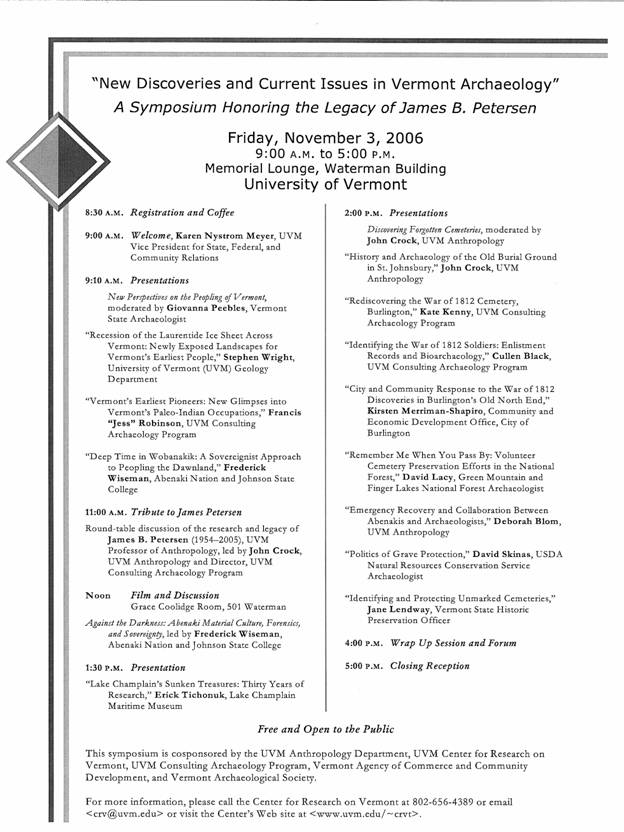 "New Discoveries and Current Issues in Vermont Archaeology"
A Symposium Honoring the Legacy of James B. Petersen
Friday, November 3, 2006
9:00 A.M. to 5:00 P.M.
Memorial Lounge, Waterman Building
University of Vermont
8:30 A.M. Registration and Coffee
9:00 A.M. Welcome, Karen Nystrom Meyer, UVM
Vice President for State, Federal, and
Community Relations
9:10 A.M. Presentations
New Perspectives on the Peopling of Vermont,
moderated by Giovanna Peebles, Vermont
State Archaeologist
"Recession of the Laurentide Ice Sheet Across
Vermont: Newly Exposed Landscapes for
Vermont's Earliest People," Stephen Wright,
University of Vermont (UVM) Geology
Department
"Vermont's Earliest Pioneers: New Glimpses into
Vermont's Paleo-Indian Occupations," Francis
"Jess" Robinson, UVM Consulting
Archaeology Program
"Deep Time in Wobanakik: A Sovereignist Approach
to Peopling the Dawnland," Frederick
Wiseman, Abenaki Nation and Johnson State
College
11:00 A.M. Tribute to James Petersen
Round-table discussion of the research and legacy of
James B. Petersen (1954–2005), UVM
Professor of Anthropology, led by John Crock,
UVM Anthropology and Director, UVM
Consulting Archaeology Program
Noon Film and Discussion
Grace Coolidge Room, 501 Waterman
Against the Darkness: Abenaki Material Culture, Forensics,
and Sovereignty, led by Frederick Wiseman,
Abenaki Nation and Johnson State College
1:30 P.M. Presentation
"Lake Champlain's Sunken Treasures: Thirty Years of
Research," Erick Tichonuk, Lake Champlain
Maritime Museum
2:00 P.M. Presentations
Discovering Forgotten Cemeteries, moderated by
John Crock, UVM Anthropology
"History and Archaeology of the Old Burial Ground
in St. Johnsbury," John Crock, UVM
Anthropology
"Rediscovering the War of 1812 Cemetery,
Burlington," Kate Kenny, UVM Consulting
Archaeology Program
"Identifying the War of 1812 Soldiers: Enlistment
Records and Bioarchaeology," Cullen Black,
UVM Consulting Archaeology Program
"City and Community Response to the War of 1812
Discoveries in Burlington's Old North End,"
Kirsten Merriman-Shapiro, Community and
Economic Development Office, City of
Burlington
"Remember Me When You Pass By: Volunteer
Cemetery Preservation Efforts in the National
Forest," David Lacy, Green Mountain and
Finger Lakes National Forest Archaeologist
"Emergency Recovery and Collaboration Between
Abenakis and Archaeologists," Deborah Blom,
UVM Anthropology
"Politics of Grave Protection," David Skinas, USDA
Natural Resources Conservation Service
Archaeologist
"Identifying and Protecting Unmarked Cemeteries,"
Jane Lendway, Vermont State Historic
Preservation Officer
4:00 P.M. Wrap Up Session and Forum
5:00 P.M. Closing Reception
Free and Open to the Public
This symposium is cosponsored by the UVM Anthropology Department, UVM Center for Research on
Vermont, UVM Consulting Archaeology Program, Vermont Agency of Commerce and Community
Development, and Vermont Archaeological Society.
For more information, please call the Center for Research on Vermont at 802-656-4389 or email
<crv@uvm.edu> or visit the Center's Web site at <www.uvm.edu/~crvt>.